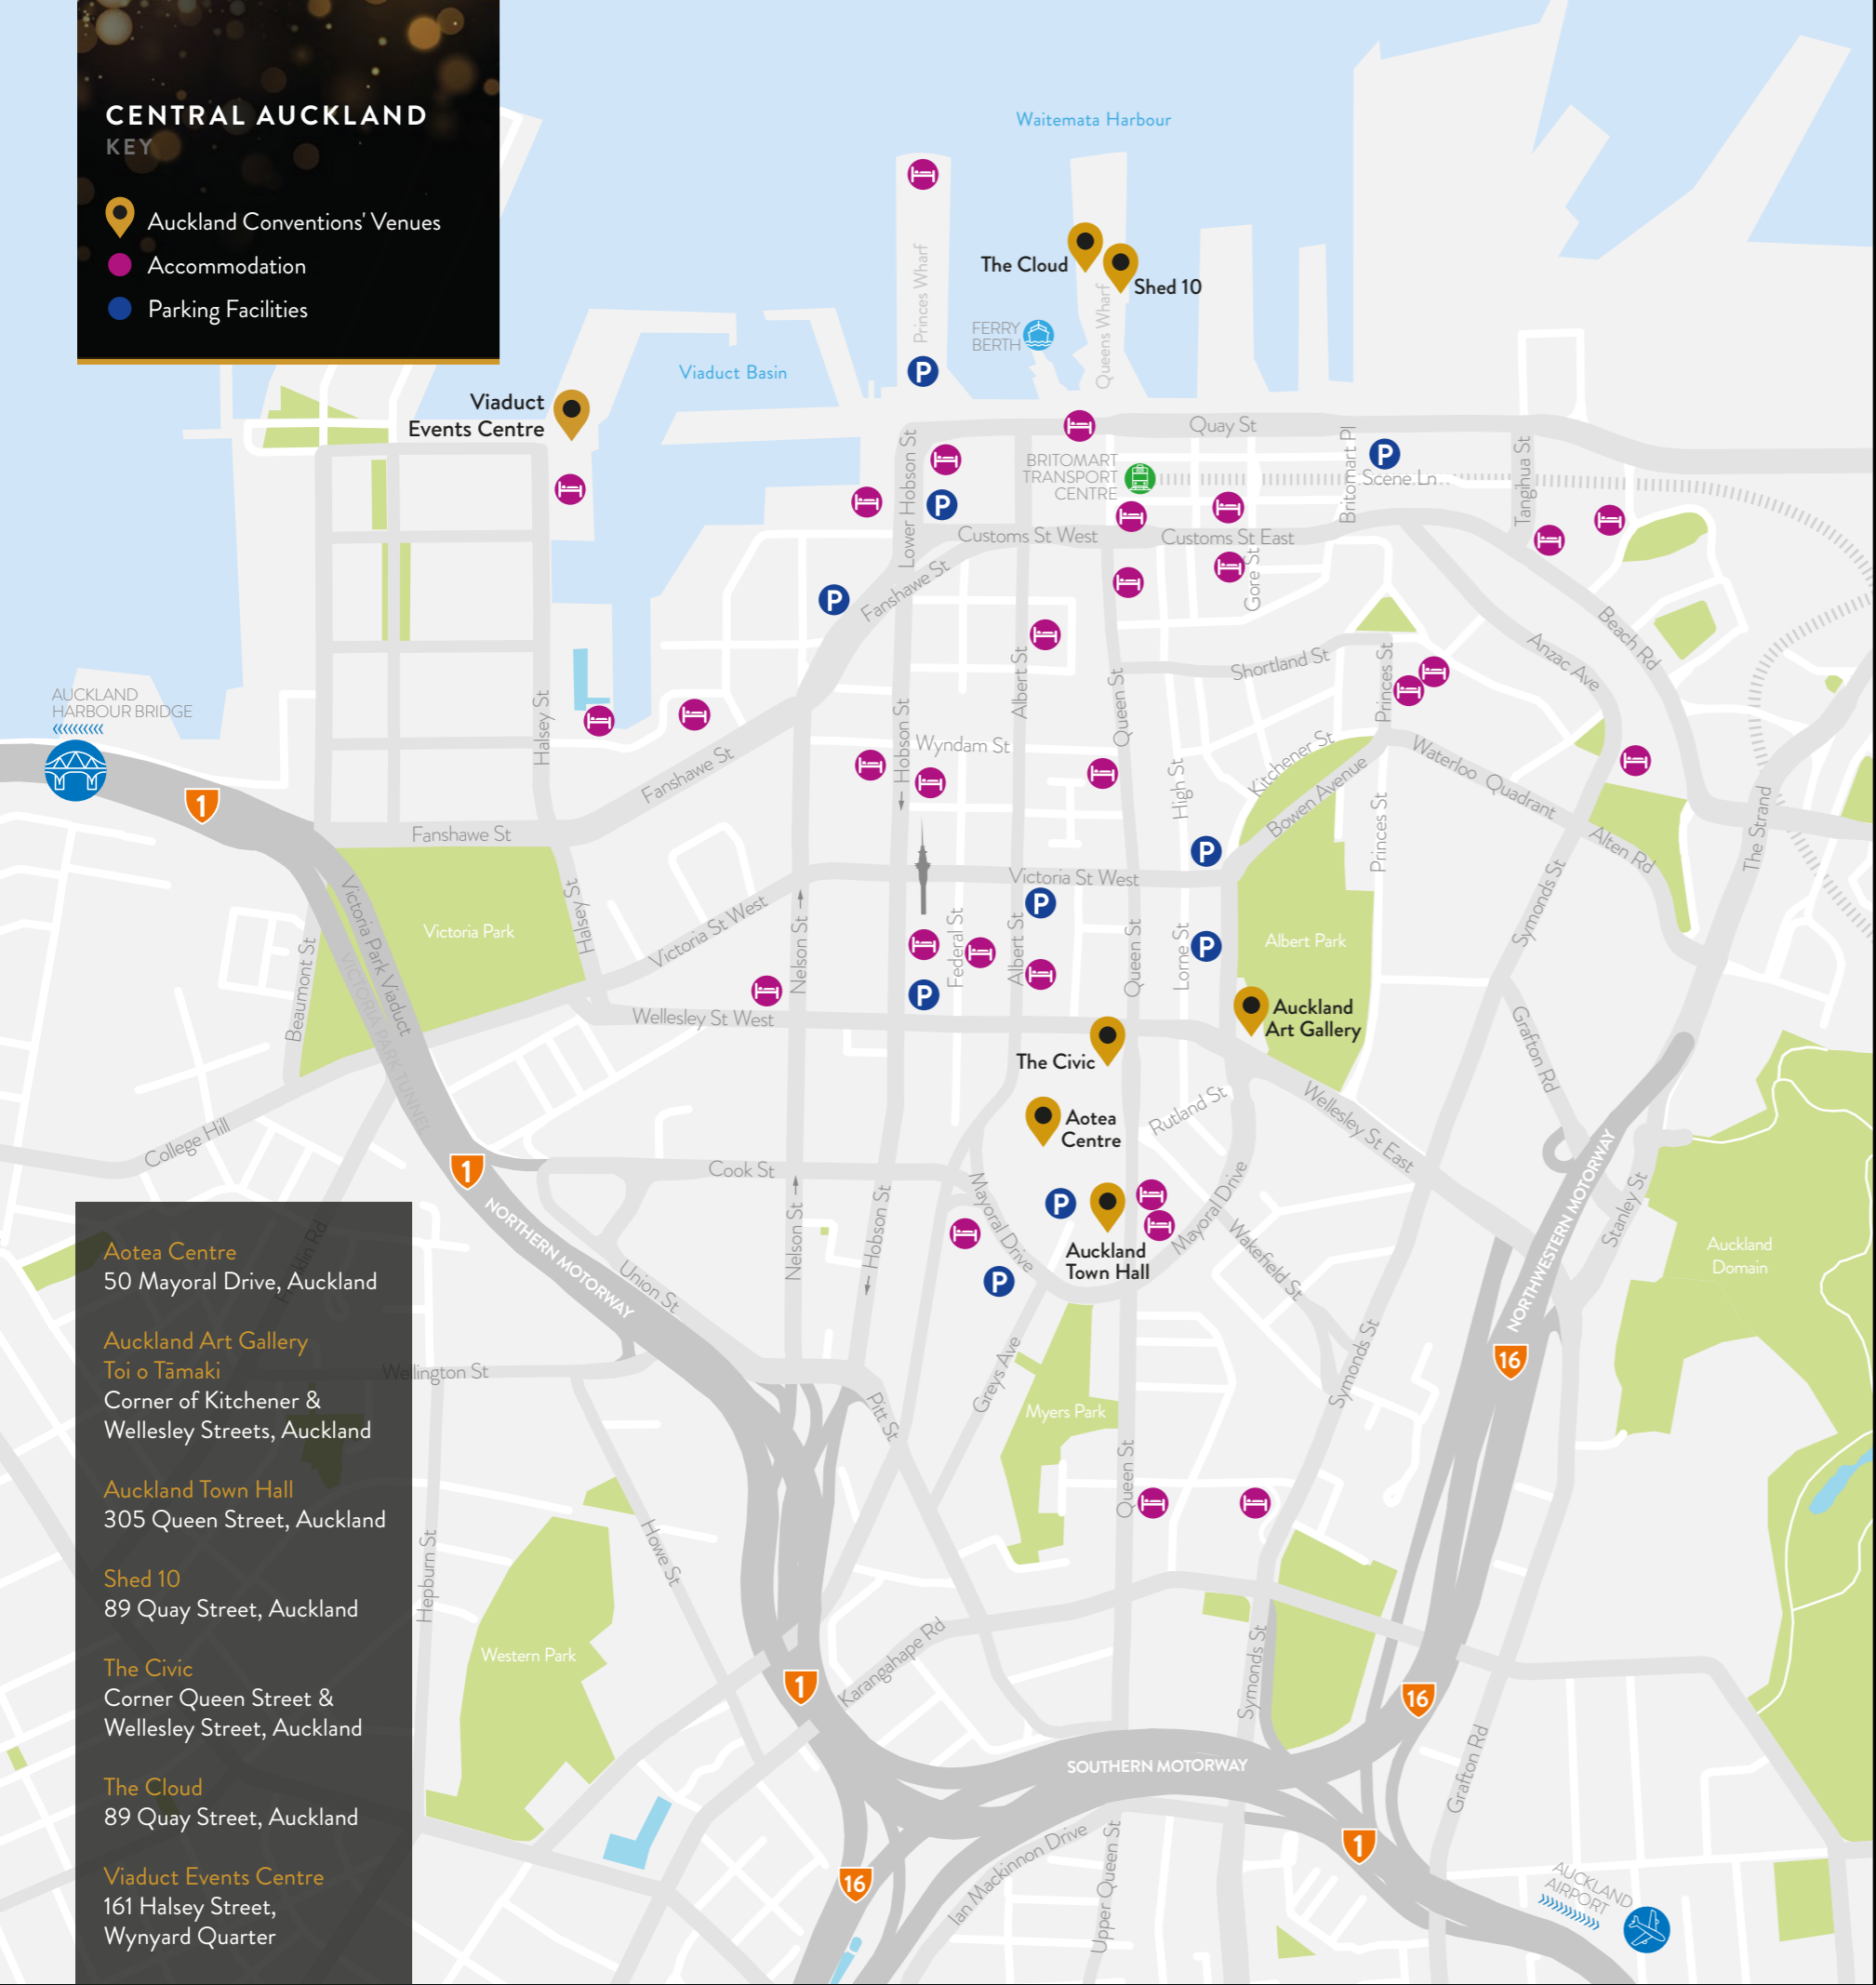 CENTRAL AUCKLAND
KEY
Auckland Conventions' Venues
Accommodation
Parking Facilities
Waitemata Harbour
Princes Wharf
The Cloud
Shed 10
Queens Wharf
FERRY
BERTH
Viaduct Basin
Viaduct
Events Centre
Quay St
Lower Hobson St
BRITOMART
TRANSPORT
CENTRE
Britomart Pl
P
P
P
P
Scene Ln
Tangihua St
Customs St West
Customs St East
Gore St
Fanshawe St
Albert St
Shortland St
Princes St
Anzac Ave
Beach Rd
AUCKLAND
HARBOUR BRIDGE
1
Halsey St
Fanshawe St
Hobson St
Wyndam St
Queen St
High St
Kitchener St
Bowen Avenue
Waterloo Quadrant
Princes St
Alten Rd
The Strand
Fanshawe St
Victoria Park Viaduct
VICTORIA PARK TUNNEL
Victoria Park
Halsey St
Beaumont St
Victoria St West
Victoria St West
P
P
P
P
Nelson St
Federal St
Albert St
Queen St
Lorne St
Albert Park
Symonds St
Wellesley St West
Auckland
Art Gallery
The Civic
Grafton Rd
Aotea
Centre
Rutland St
Wellesley St East
College Hill
1
Cook St
Mayoral Drive
Mayoral Drive
P
P
Auckland
Town Hall
Nelson St
Hobson St
Wakefield St
NORTHERN MOTORWAY
NORTHWESTERN MOTORWAY
Stanley St
Auckland
Domain
Union St
16
Wellington St
Pitt St
Greys Ave
Myers Park
Symonds St
Queen St
Howe St
Hepburn St
Western Park
Karangahape Rd
1
Symonds St
16
SOUTHERN MOTORWAY
Grafton Rd
1
16
Ian Mackinnon Drive
Upper Queen St
AUCKLAND
AIRPORT
Aotea Centre
50 Mayoral Drive, Auckland
Auckland Art Gallery
Toi o Tāmaki
Corner of Kitchener &
Wellesley Streets, Auckland
Auckland Town Hall
305 Queen Street, Auckland
Shed 10
89 Quay Street, Auckland
The Civic
Corner Queen Street &
Wellesley Street, Auckland
The Cloud
89 Quay Street, Auckland
Viaduct Events Centre
161 Halsey Street,
Wynyard Quarter